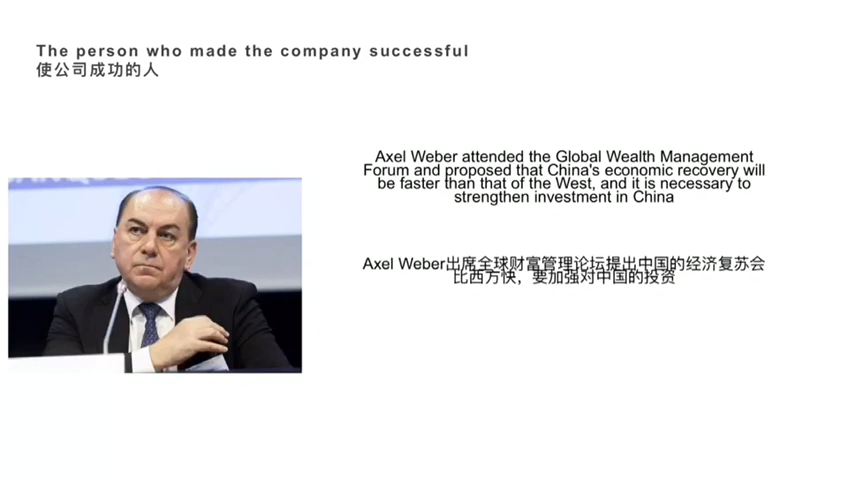 The person who made the company successful
使公司成功的人
Axel Weber attended the Global Wealth Management
Forum and proposed that China's economic recovery will
be faster than that of the West, and it is necessary to
strengthen investment in China
Axel Weber出席全球财富管理论坛提出中国的经济复苏会
比西方快，要加强对中国的投资